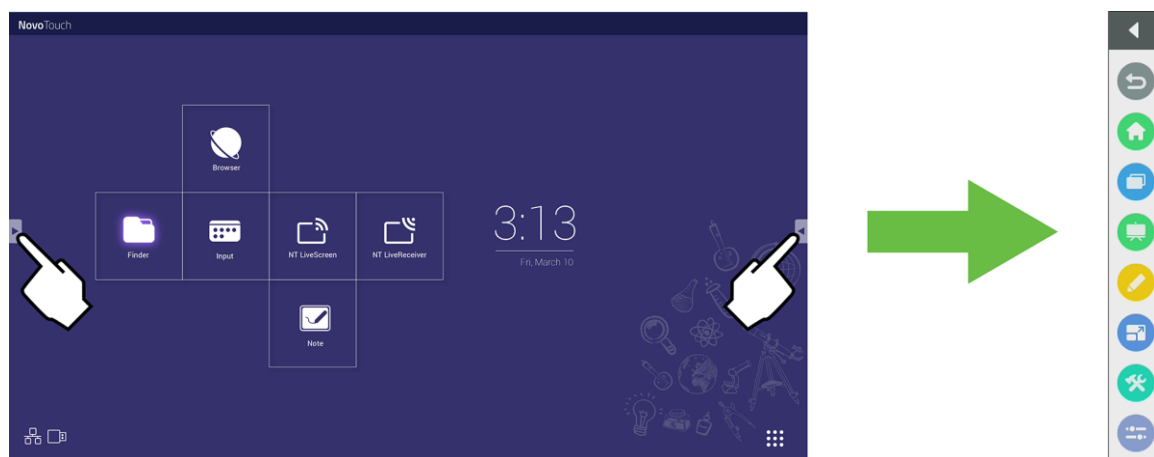 NovoTouch
Browser
Finder
Input
NT LiveScreen
NT LiveReceiver
3:13
Fri, March 10
Note